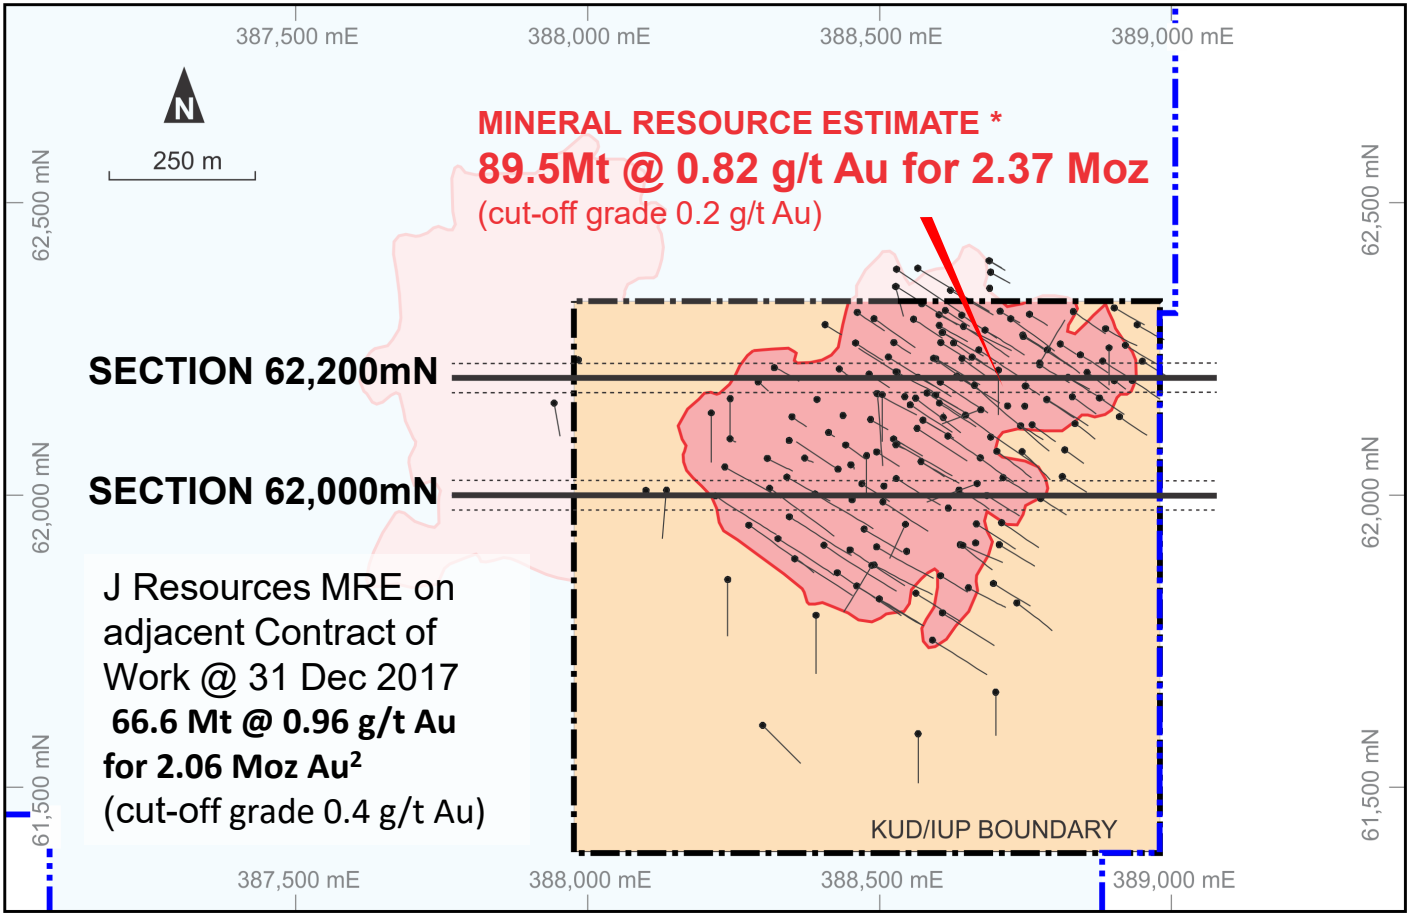 387,500 mE
388,000 mE
388,500 mE
389,000 mE
N
250 m
MINERAL RESOURCE ESTIMATE *
89.5Mt @ 0.82 g/t Au for 2.37 Moz
(cut-off grade 0.2 g/t Au)
62,500 mN
62,500 mN
SECTION 62,200mN
SECTION 62,000mN
62,000 mN
62,000 mN
J Resources MRE on
adjacent Contract of
Work @ 31 Dec 2017
66.6 Mt @ 0.96 g/t Au
for 2.06 Moz Au²
(cut-off grade 0.4 g/t Au)
61,500 mN
61,500 mN
KUD/IUP BOUNDARY
387,500 mE
388,000 mE
388,500 mE
389,000 mE